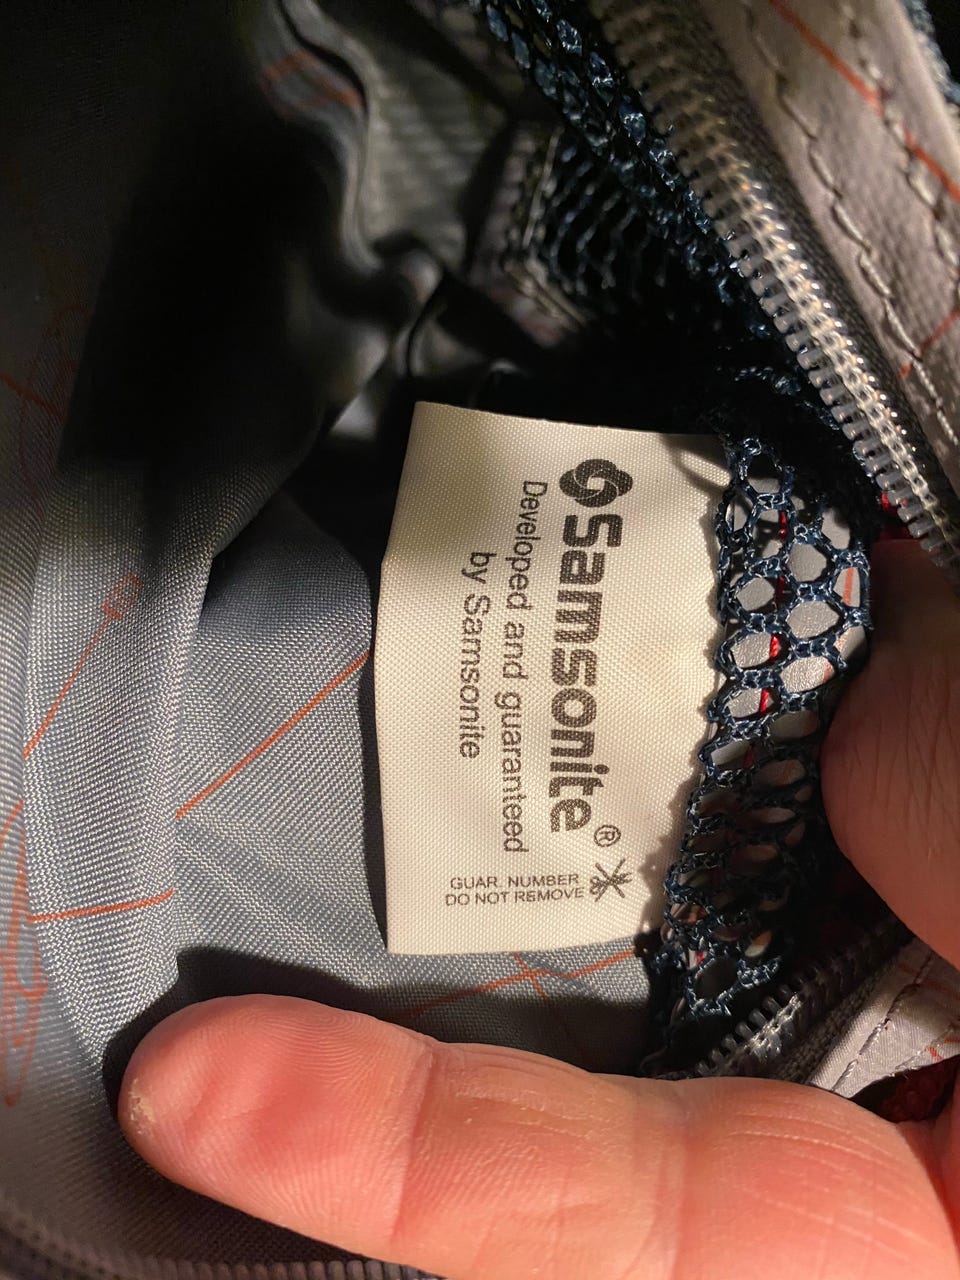 Samsonite®
Developed and guaranteed
by Samsonite
GUAR. NUMBER
DO NOT REMOVE